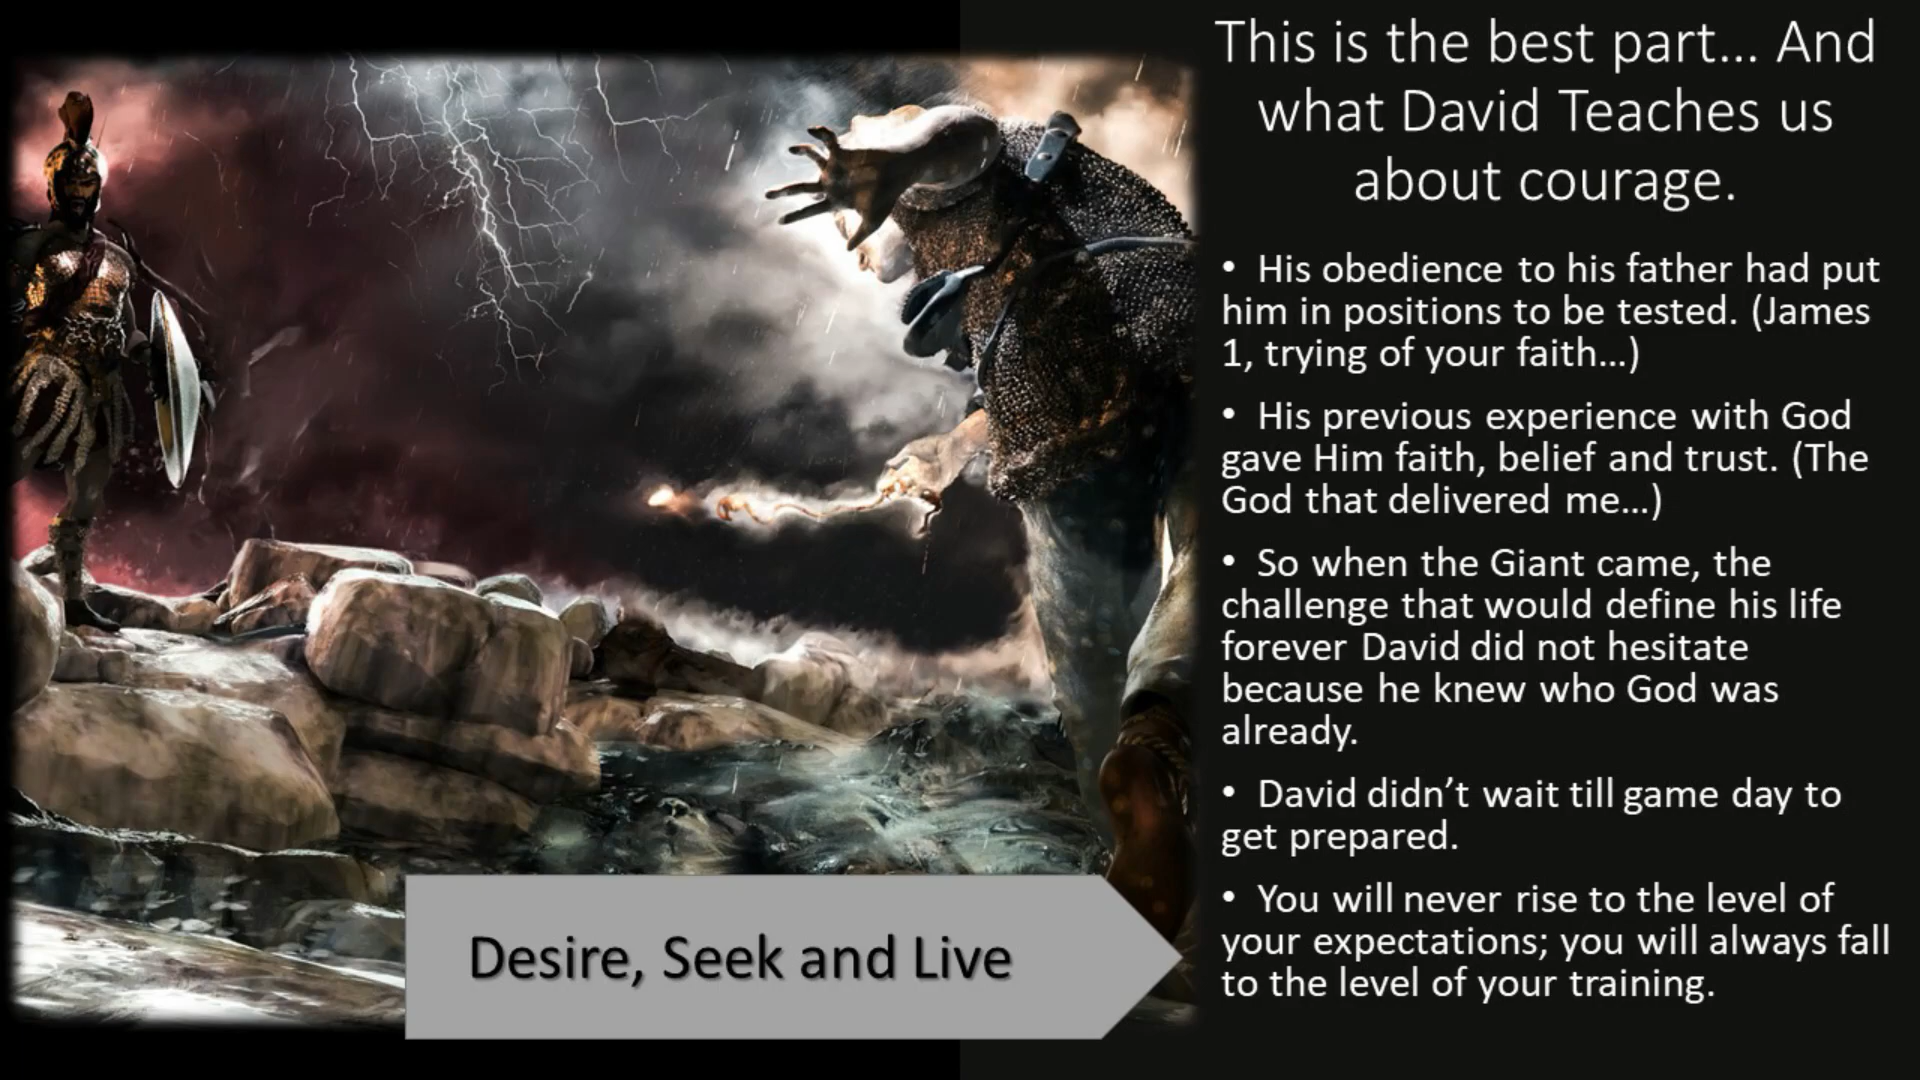 This is the best part... And
what David Teaches us
about courage.
• His obedience to his father had put
him in positions to be tested. (James
1, trying of your faith...)
• His previous experience with God
gave Him faith, belief and trust. (The
God that delivered me...)
• So when the Giant came, the
challenge that would define his life
forever David did not hesitate
because he knew who God was
already.
• David didn’t wait till game day to
get prepared.
• You will never rise to the level of
your expectations; you will always fall
to the level of your training.
Desire, Seek and Live